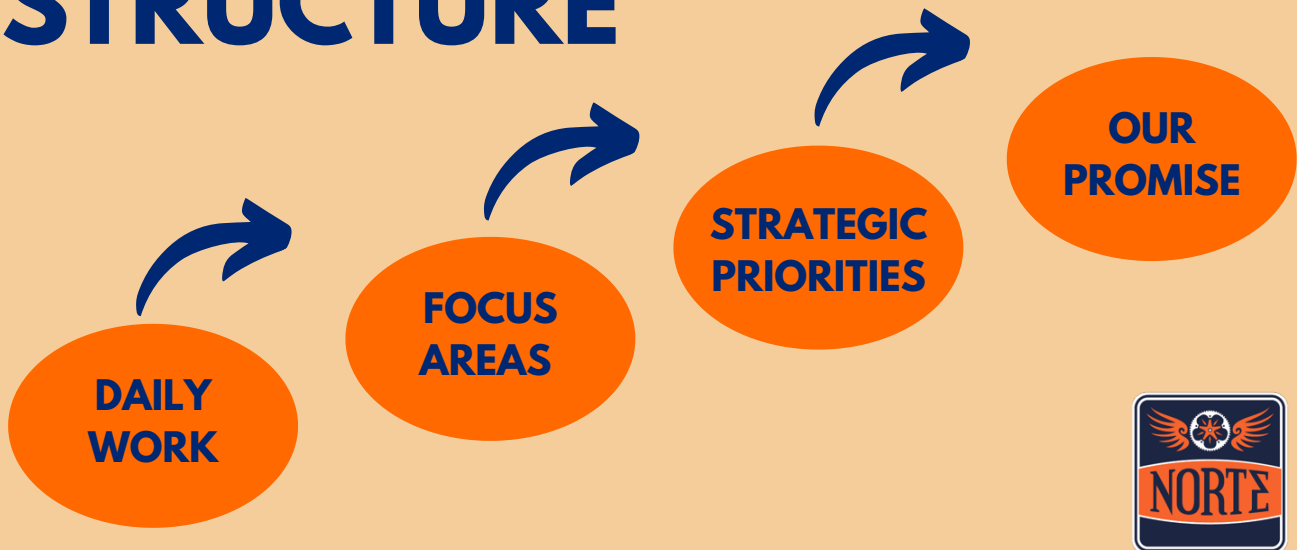 STRUCTURE
OUR
PROMISE
STRATEGIC
PRIORITIES
FOCUS
AREAS
DAILY
WORK
NORTE